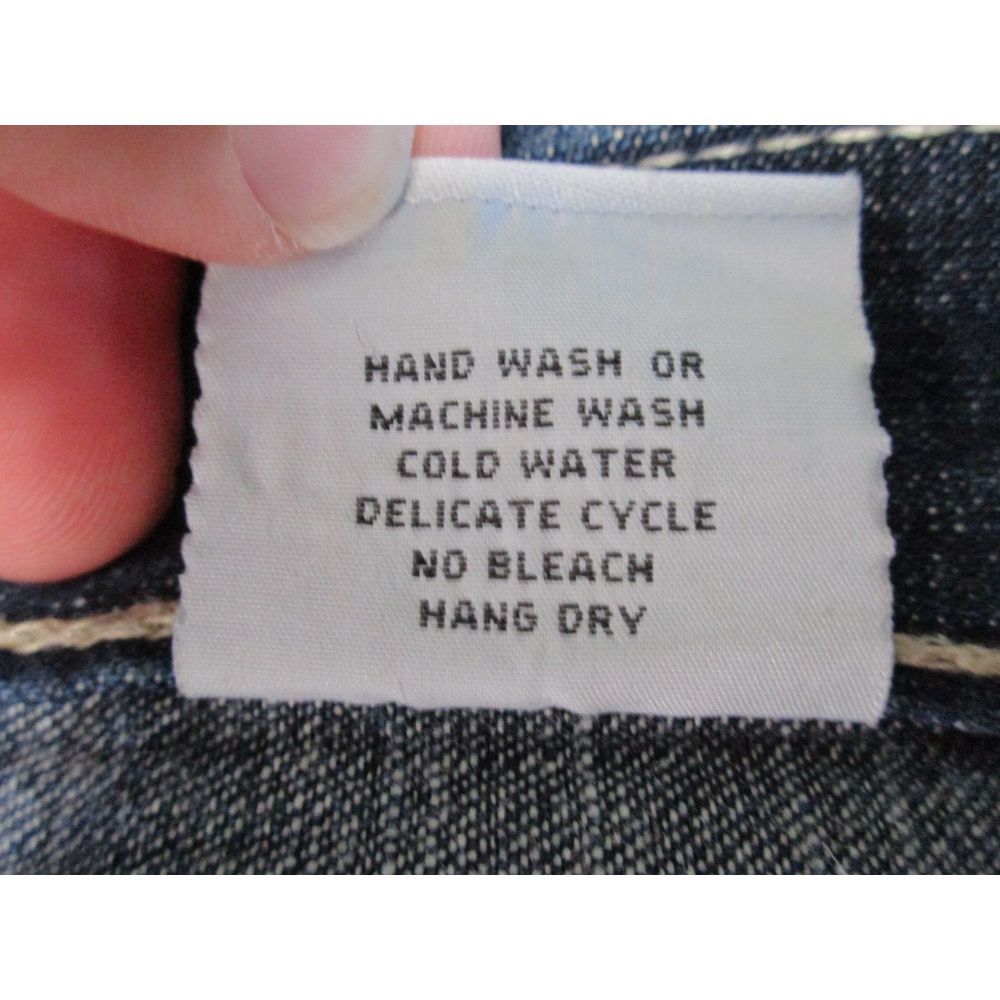 HAND WASH OR
MACHINE WASH
COLD WATER
DELICATE CYCLE
NO BLEACH
HANG DRY